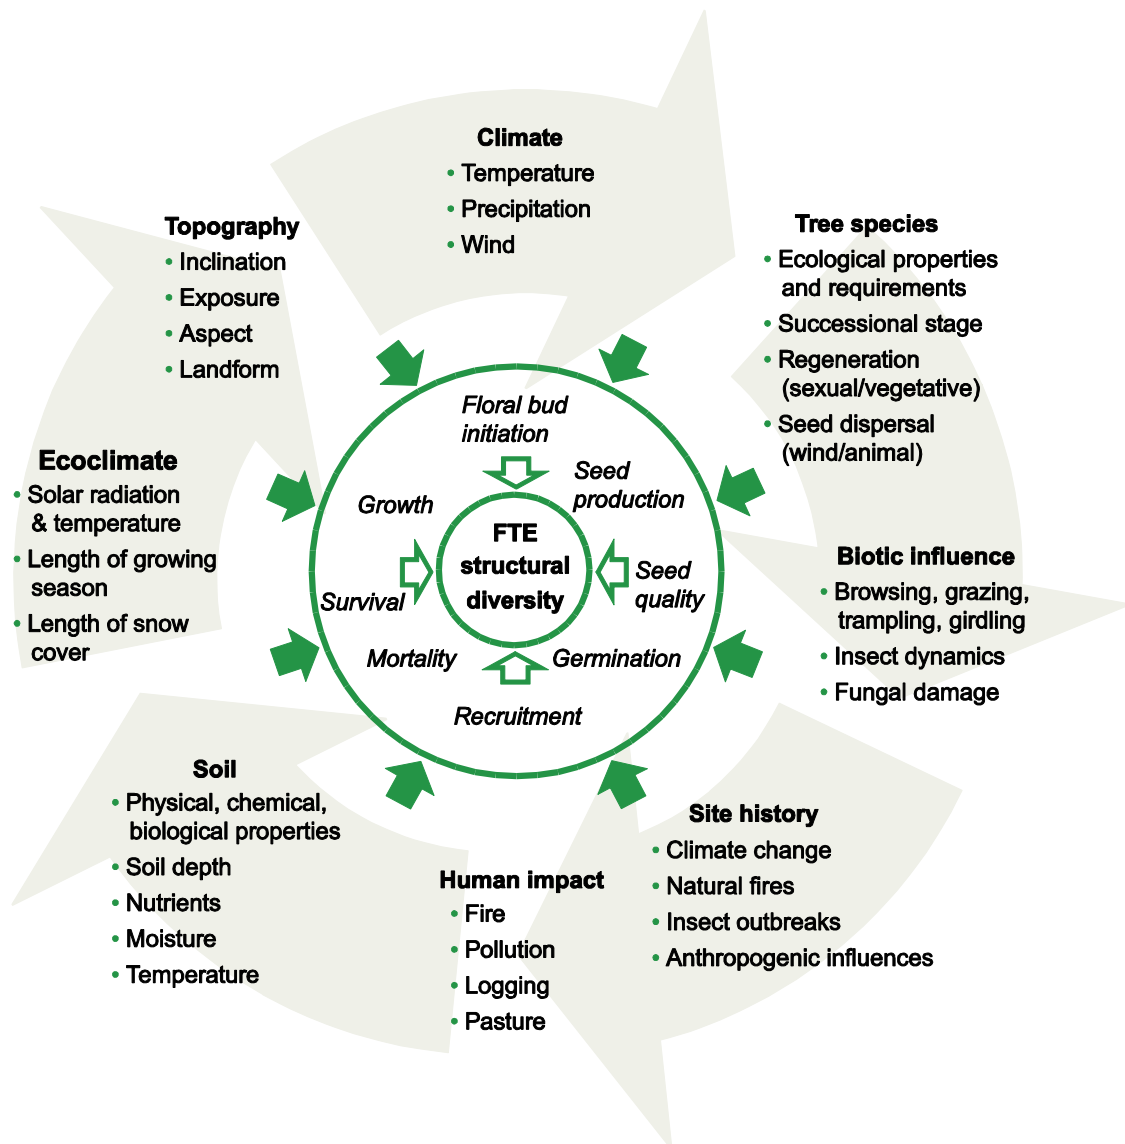 Climate
• Temperature
• Precipitation
• Wind
Topography
• Inclination
• Exposure
• Aspect
• Landform
Tree species
• Ecological properties
and requirements
• Successional stage
• Regeneration
(sexual/vegetative)
• Seed dispersal
(wind/animal)
Ecoclimate
• Solar radiation
& temperature
• Length of growing
season
• Length of snow
cover
Floral bud
initiation
Seed
production
Growth
FTE
structural
diversity
Survival
Seed
quality
Mortality
Germination
Recruitment
Biotic influence
• Browsing, grazing,
trampling, girdling
• Insect dynamics
• Fungal damage
Soil
• Physical, chemical,
biological properties
• Soil depth
• Nutrients
• Moisture
• Temperature
Human impact
• Fire
• Pollution
• Logging
• Pasture
Site history
• Climate change
• Natural fires
• Insect outbreaks
• Anthropogenic influences